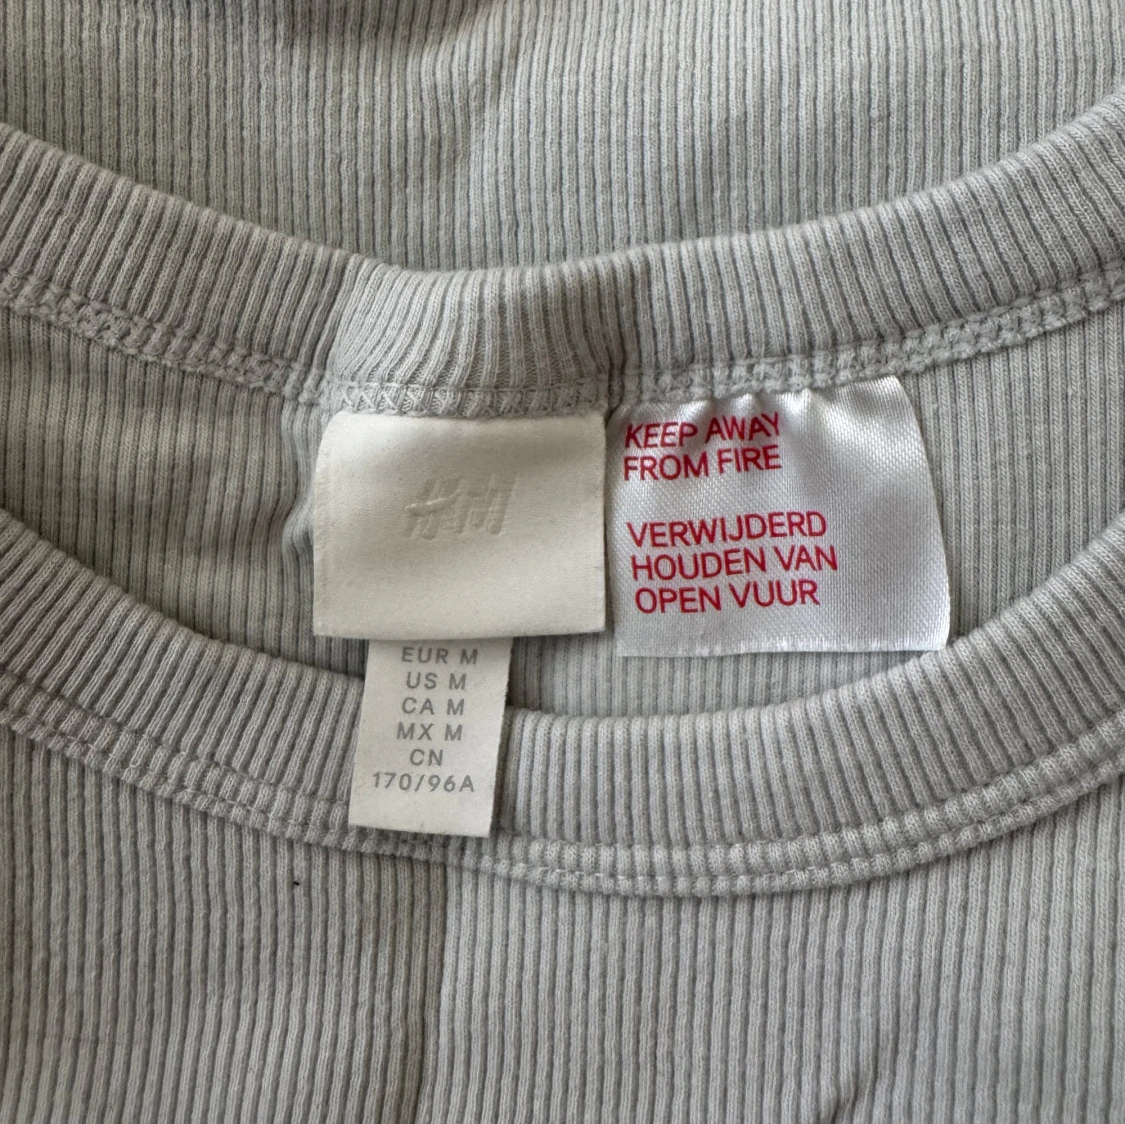 H&M
EUR M
US M
CA M
MX M
CN
170/96A
KEEP AWAY
FROM FIRE
VERWIJDERD
HOUDEN VAN
OPEN VUUR